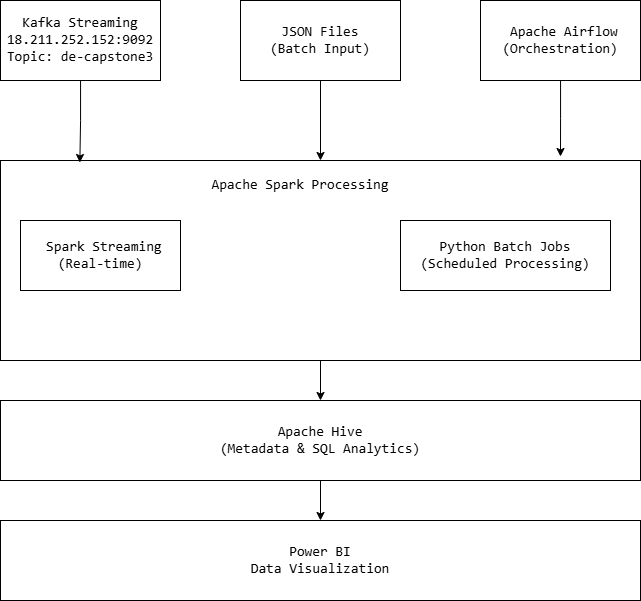 Kafka Streaming
18.211.252.152:9092
Topic: de-capstone3
JSON Files
(Batch Input)
Apache Airflow
(Orchestration)
Apache Spark Processing
Spark Streaming
(Real-time)
Python Batch Jobs
(Scheduled Processing)
Apache Hive
(Metadata & SQL Analytics)
Power BI
Data Visualization